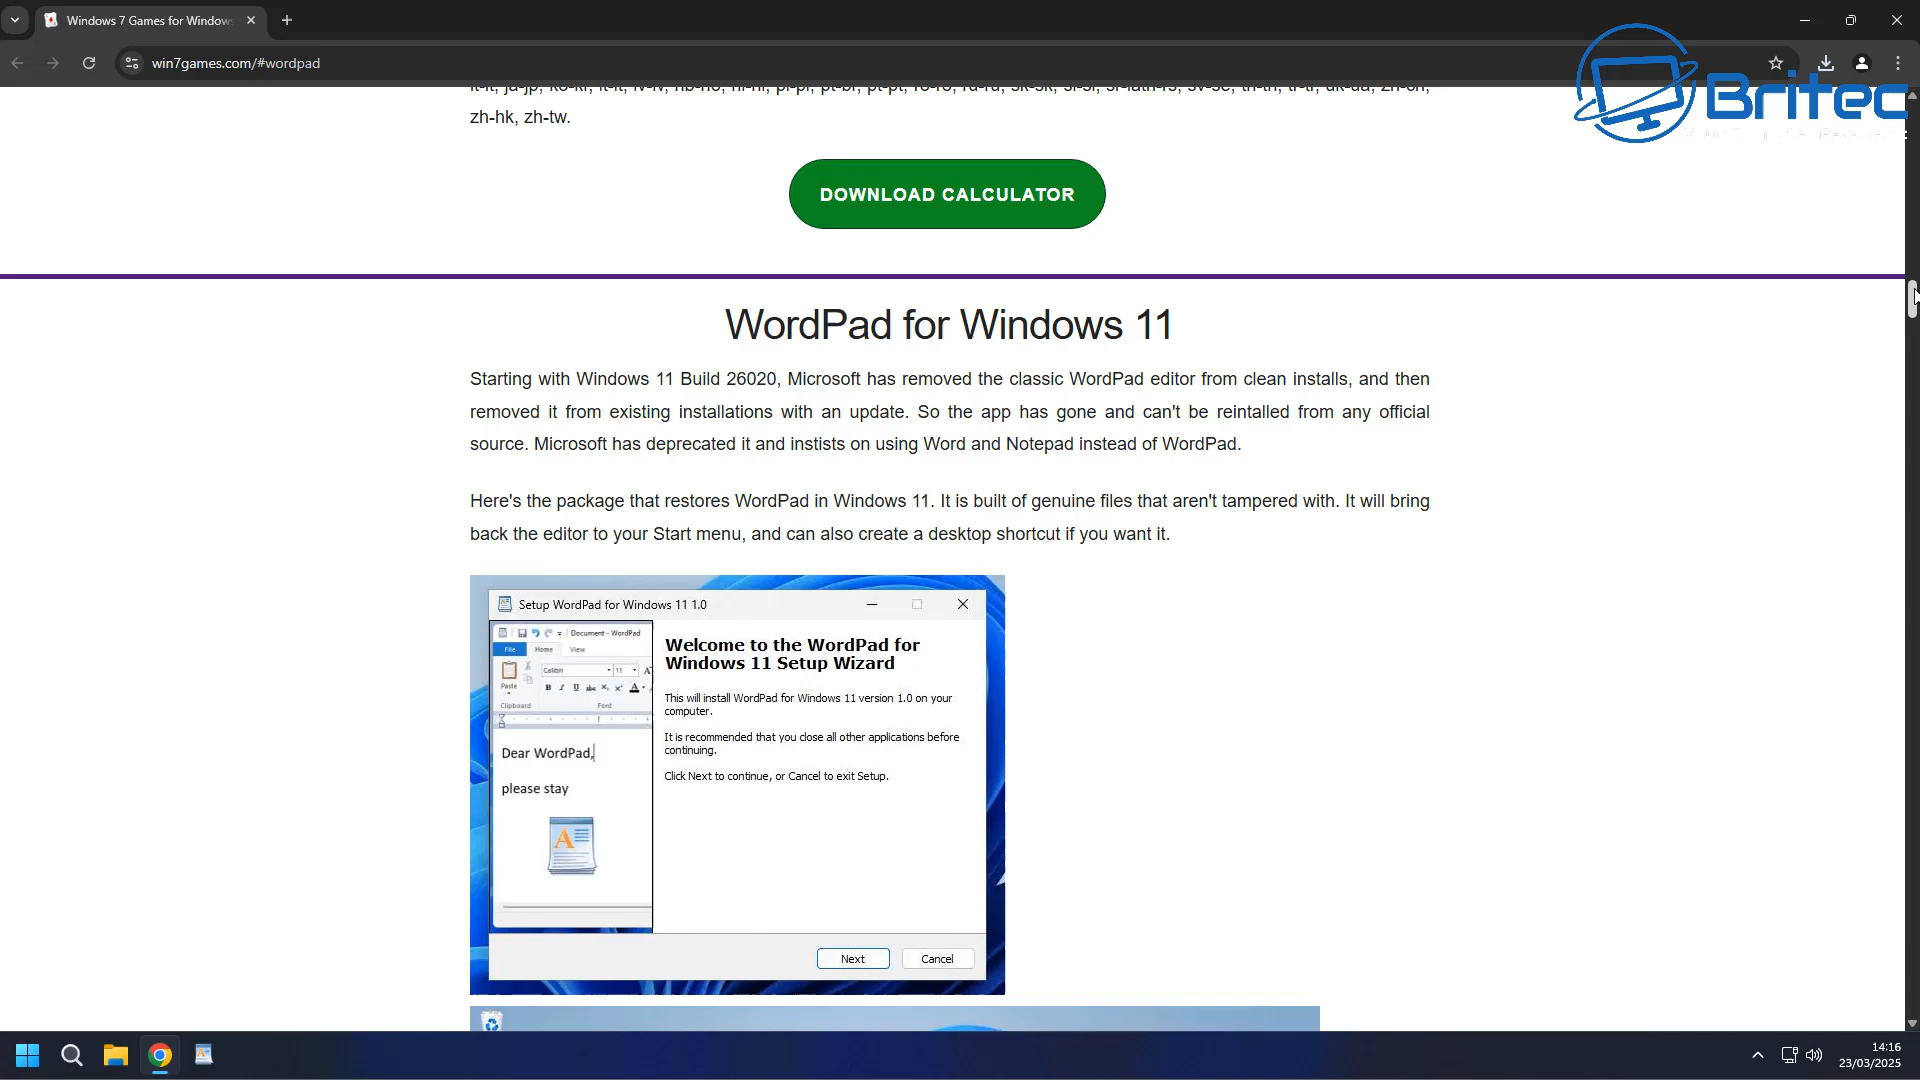 Windows 7 Games for Window
win7games.com/#wordpad
Britec
zh-hk, zh-tw.
DOWNLOAD CALCULATOR
WordPad for Windows 11
Starting with Windows 11 Build 26020, Microsoft has removed the classic WordPad editor from clean installs, and then
removed it from existing installations with an update. So the app has gone and can't be reintalled from any official
source. Microsoft has deprecated it and instists on using Word and Notepad instead of WordPad.
Here's the package that restores WordPad in Windows 11. It is built of genuine files that aren't tampered with. It will bring
back the editor to your Start menu, and can also create a desktop shortcut if you want it.
Setup WordPad for Windows 11 1.0
Document - WordPad
File Home View
Calibri 11
Paste
B I U abc X X A
Clipboard Font
Dear WordPad,
please stay
Welcome to the WordPad for
Windows 11 Setup Wizard
This will install WordPad for Windows 11 version 1.0 on your
computer.
It is recommended that you close all other applications before
continuing.
Click Next to continue, or Cancel to exit Setup.
Next Cancel
14:16
23/03/2025